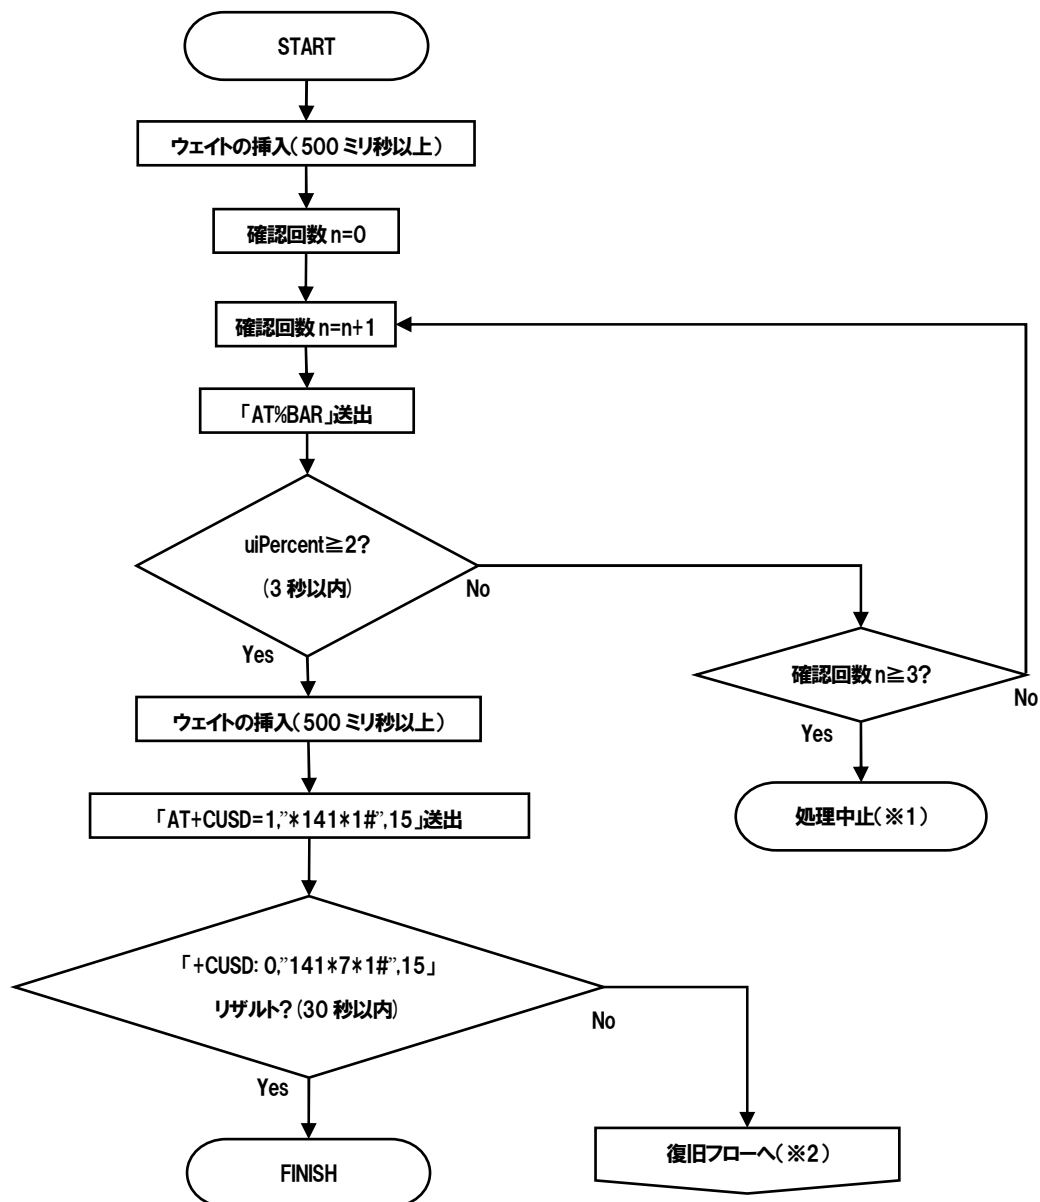 START
ウェイトの挿入(500ミリ秒以上)
確認回数n=0
確認回数n=n+1
「AT%BAR」送出
uiPercent≧2?
(3秒以内)
No
Yes
確認回数n≧3?
No
Yes
ウェイトの挿入(500ミリ秒以上)
処理中止(※1)
「AT+CUSD=1,”*141*1#”,15」送出
「+CUSD: 0,”141*7*1#”,15」
リザルト?(30秒以内)
No
Yes
復旧フローへ(※2)
FINISH